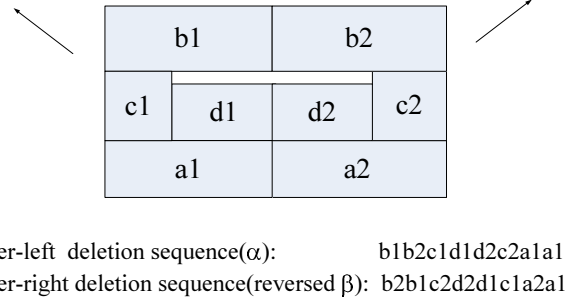 b1 b2
c1 d1 d2 c2
a1 a2
er-left deletion sequence(α): b1b2c1d1d2c2a1a1
er-right deletion sequence(reversed β): b2b1c2d2d1c1a2a1